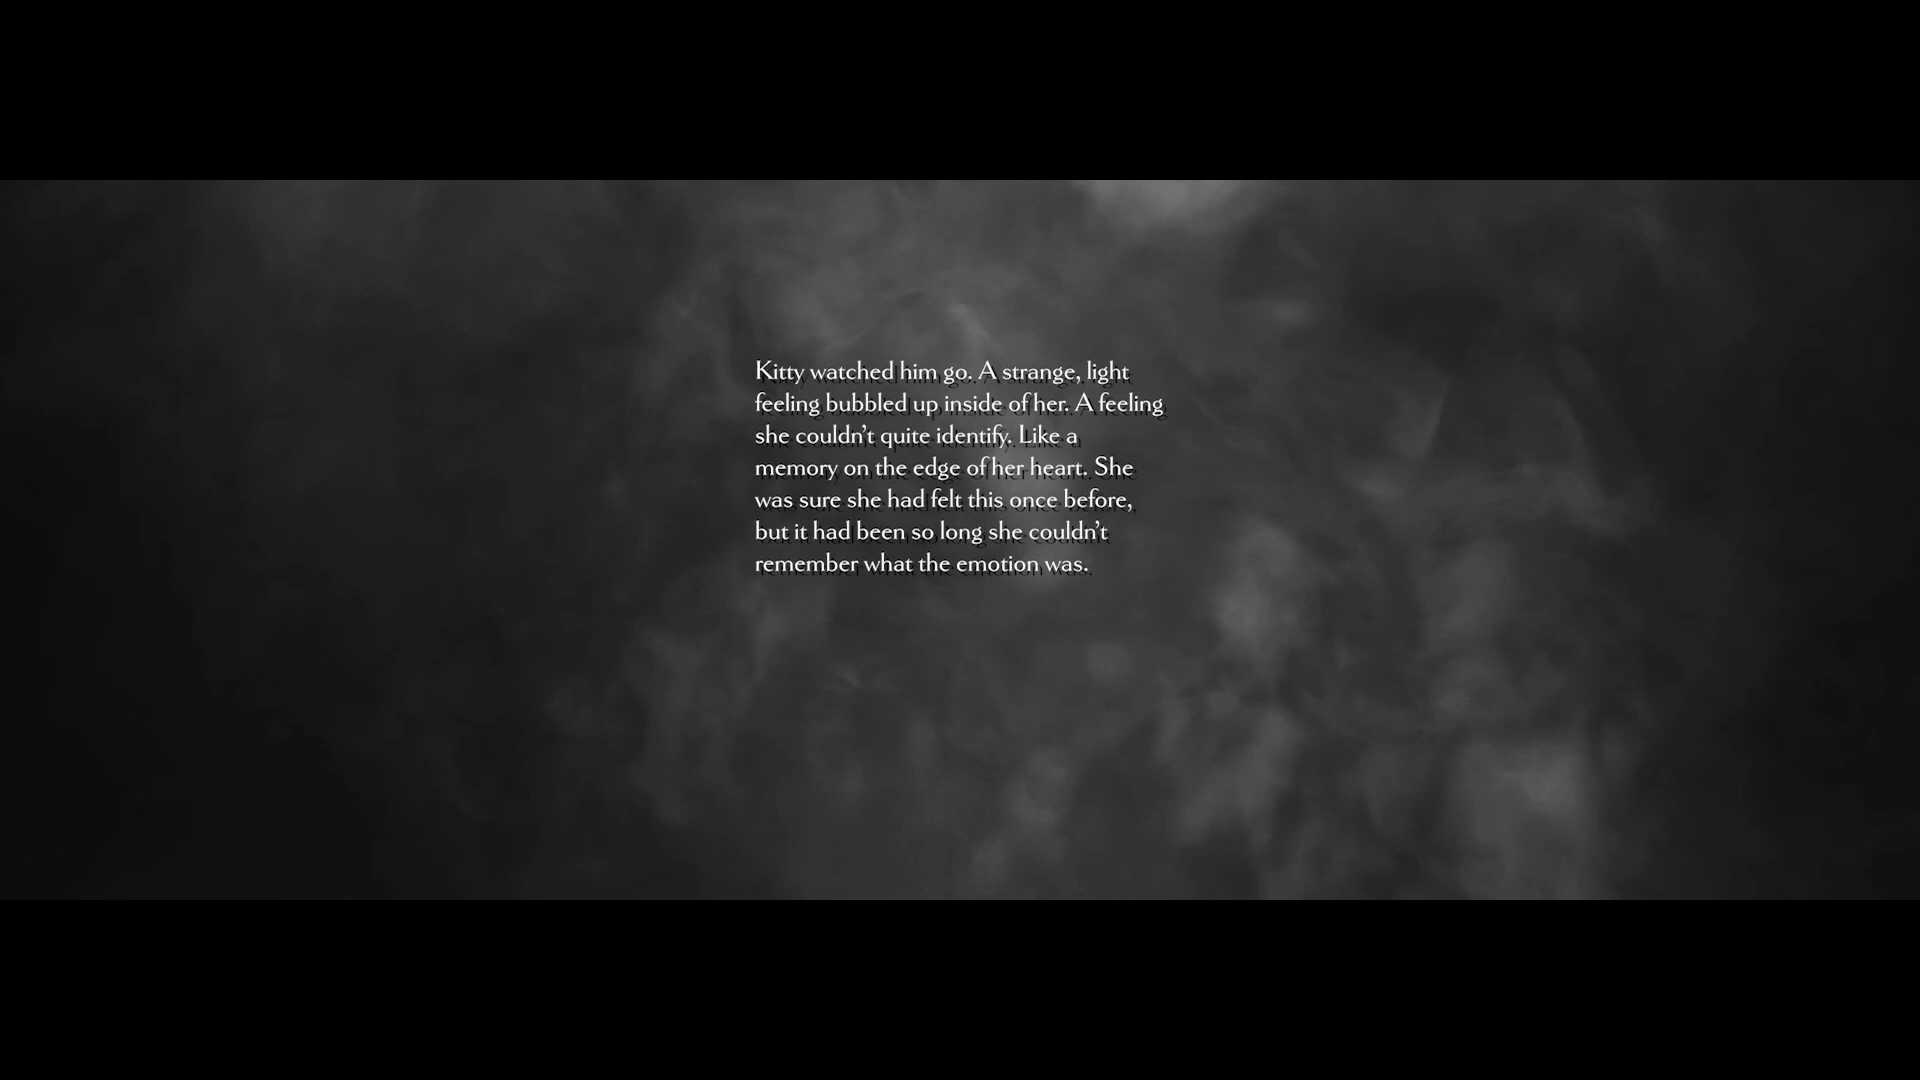 Kitty watched him go. A strange, light
feeling bubbled up inside of her. A feeling
she couldn’t quite identify. Like a
memory on the edge of her heart. She
was sure she had felt this once before,
but it had been so long she couldn’t
remember what the emotion was.